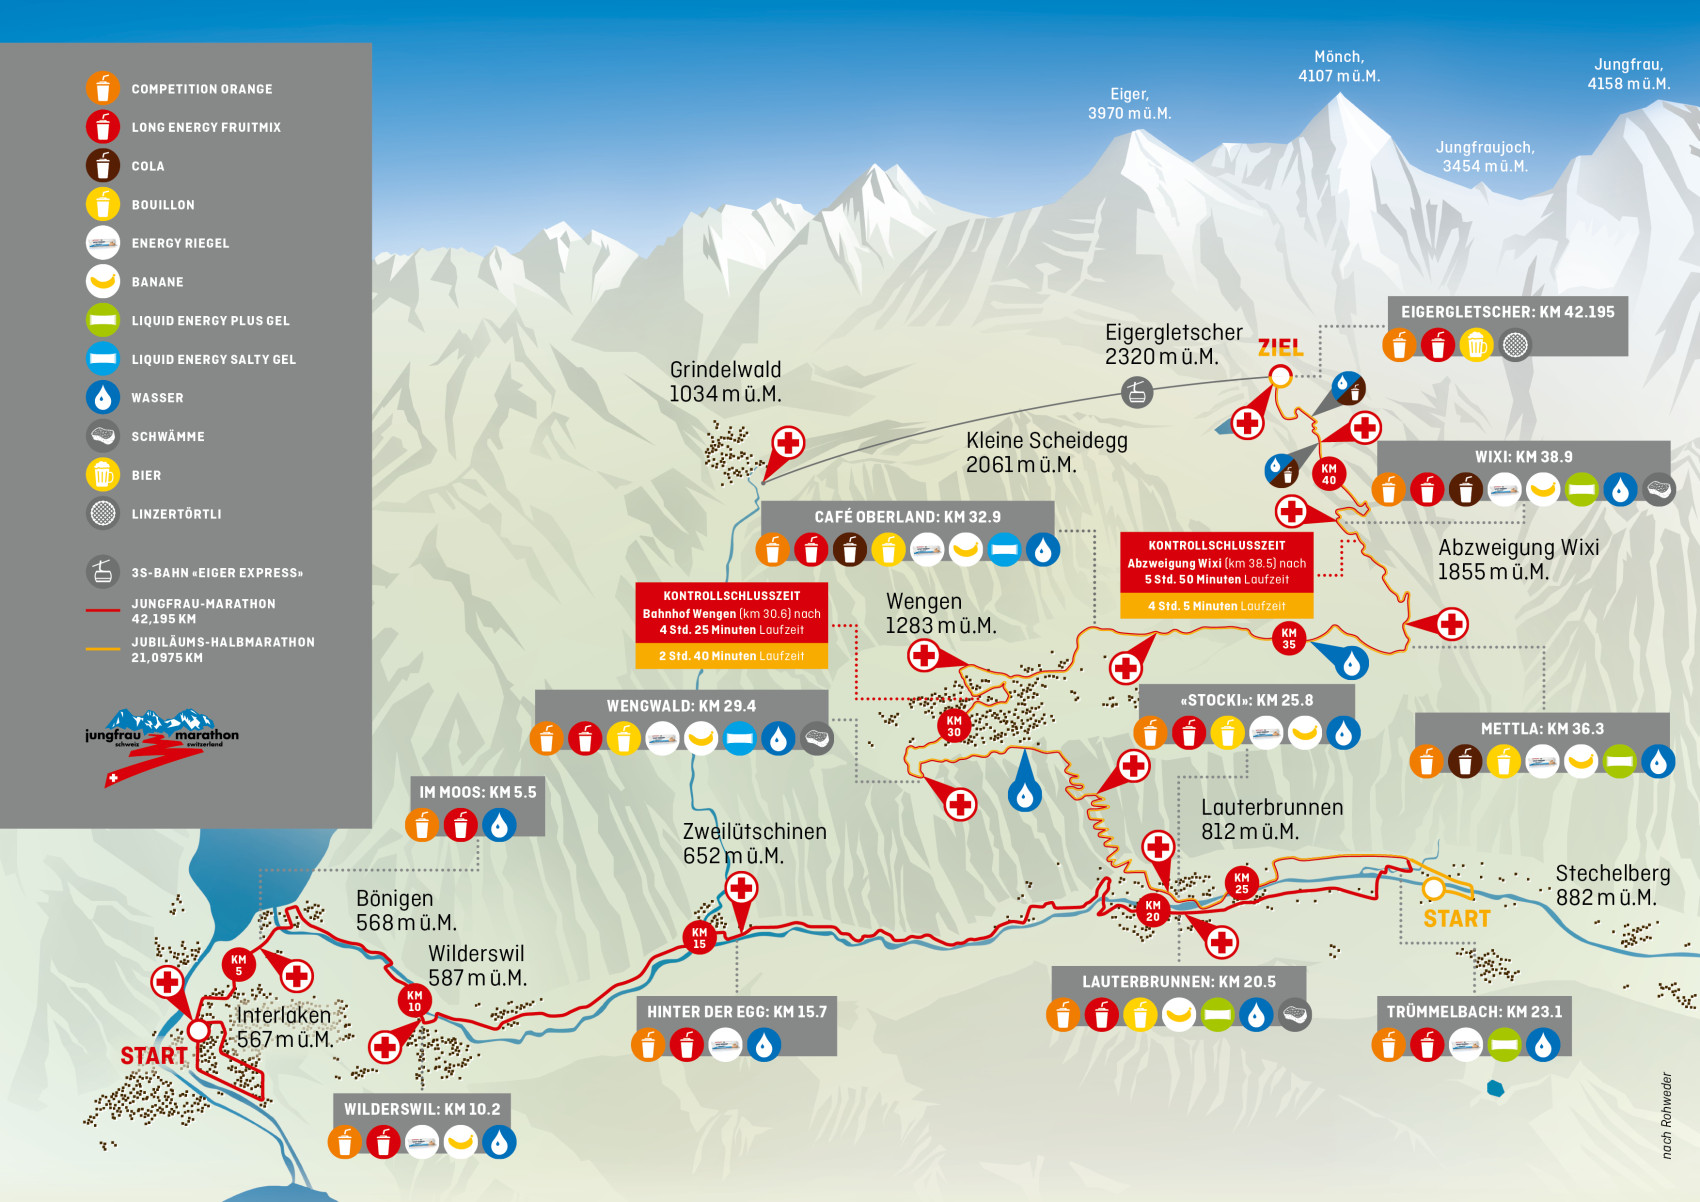 COMPETITION ORANGE
LONG ENERGY FRUITMIX
COLA
BOUILLON
ENERGY RIEGEL
BANANE
LIQUID ENERGY PLUS GEL
LIQUID ENERGY SALTY GEL
WASSER
SCHWÄMME
BIER
LINZERTÖRTLI
3S-BAHN «EIGER EXPRESS»
JUNGFRAU-MARATHON
42,195 KM
JUBILÄUMS-HALBMARATHON
21,0975 KM
jungfrau marathon
schweiz switzerland
Eiger,
3970 m ü.M.
Mönch,
4107 m ü.M.
Jungfraujoch,
3454 m ü.M.
Jungfrau,
4158 m ü.M.
Eigergletscher
2320 m ü.M.
ZIEL
EIGERGLETSCHER: KM 42.195
Grindelwald
1034 m ü.M.
Kleine Scheidegg
2061 m ü.M.
KM
40
WIXI: KM 38.9
CAFÉ OBERLAND: KM 32.9
KONTROLLSCHLUSSZEIT
Abzweigung Wixi (km 38.5) nach
5 Std. 50 Minuten Laufzeit
4 Std. 5 Minuten Laufzeit
Abzweigung Wixi
1855 m ü.M.
KONTROLLSCHLUSSZEIT
Bahnhof Wengen (km 30.6) nach
4 Std. 25 Minuten Laufzeit
2 Std. 40 Minuten Laufzeit
Wengen
1283 m ü.M.
KM
35
WENGWALD: KM 29.4
KM
30
«STOCKI»: KM 25.8
METTLA: KM 36.3
IM MOOS: KM 5.5
Zweilütschinen
652 m ü.M.
Lauterbrunnen
812 m ü.M.
Stechelberg
882 m ü.M.
KM
25
KM
20
START
Bönigen
568 m ü.M.
Wilderswil
587 m ü.M.
KM
15
KM
5
KM
10
Interlaken
567 m ü.M.
START
HINTER DER EGG: KM 15.7
LAUTERBRUNNEN: KM 20.5
TRÜMMELBACH: KM 23.1
WILDERSWIL: KM 10.2
nach Rohweder